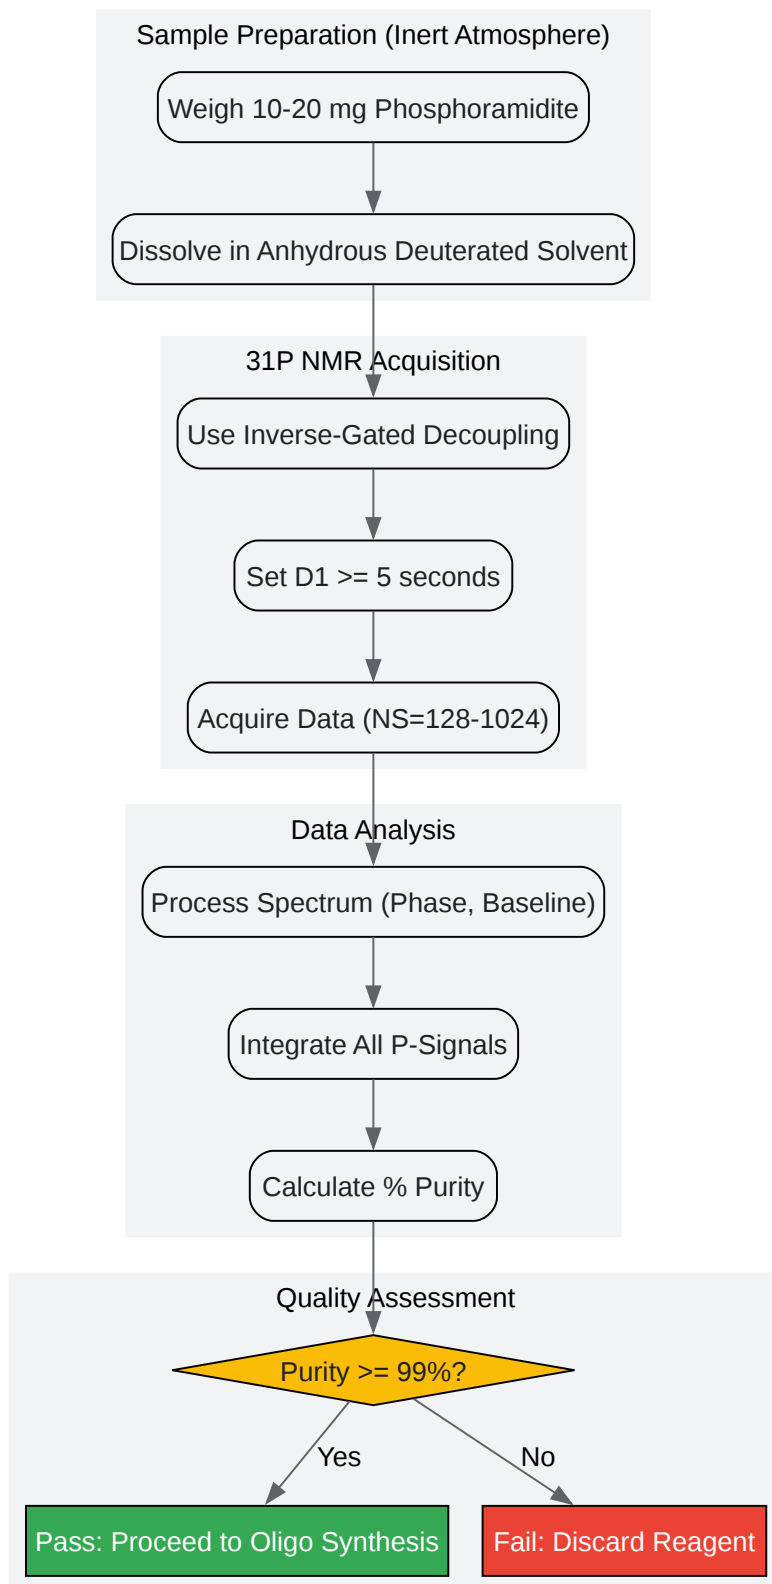 Sample Preparation (Inert Atmosphere)
Weigh 10-20 mg Phosphoramidite
Dissolve in Anhydrous Deuterated Solvent
31P NMR Acquisition
Use Inverse-Gated Decoupling
Set D1 >= 5 seconds
Acquire Data (NS=128-1024)
Data Analysis
Process Spectrum (Phase, Baseline)
Integrate All P-Signals
Calculate % Purity
Quality Assessment
Purity >= 99%?
Yes
No
Pass: Proceed to Oligo Synthesis
Fail: Discard Reagent